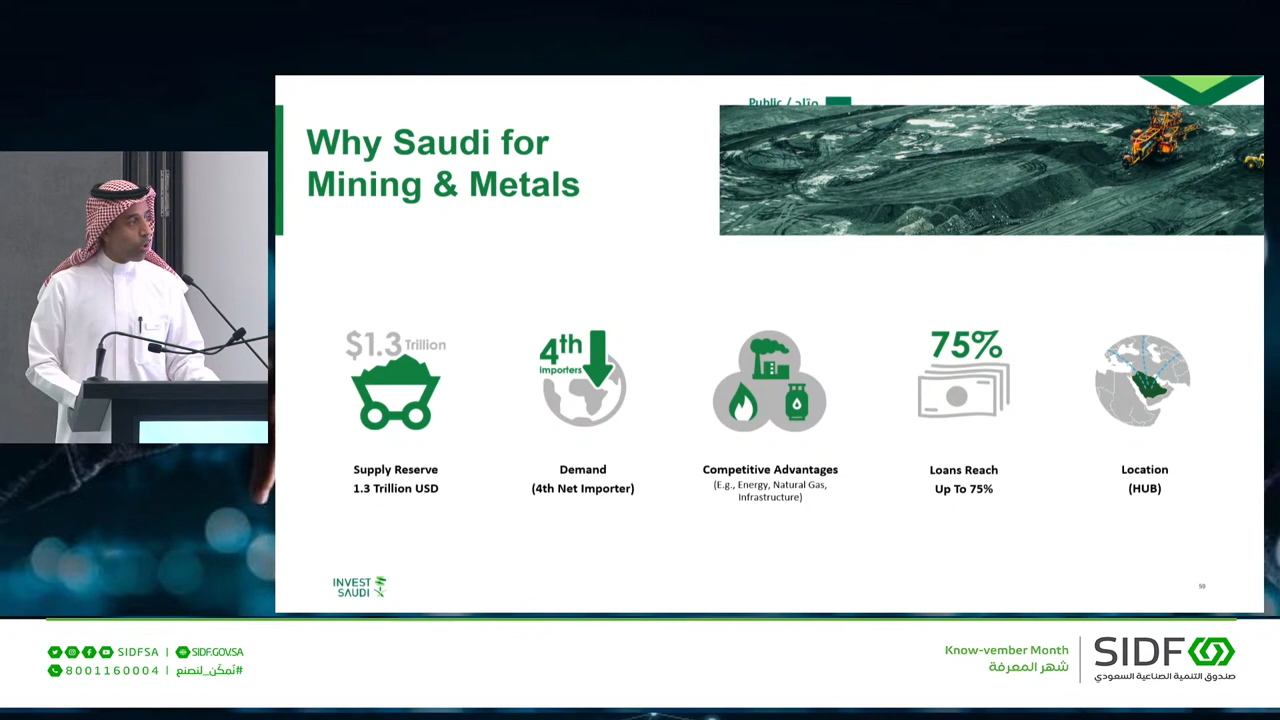 Public / متاح
Why Saudi for
Mining & Metals
$1.3 Trillion
4th
Importers
75%
Supply Reserve
1.3 Trillion USD
Demand
(4th Net Importer)
Competitive Advantages
(E.g., Energy, Natural Gas,
Infrastructure)
Loans Reach
Up To 75%
Location
(HUB)
INVEST
SAUDI
59
SIDFSA | SIDF.GOV.SA
8001160004 | #نُمكّن_لنصنع
Know-vember Month
شهر المعرفة
SIDF
صندوق التنمية الصناعية السعودي